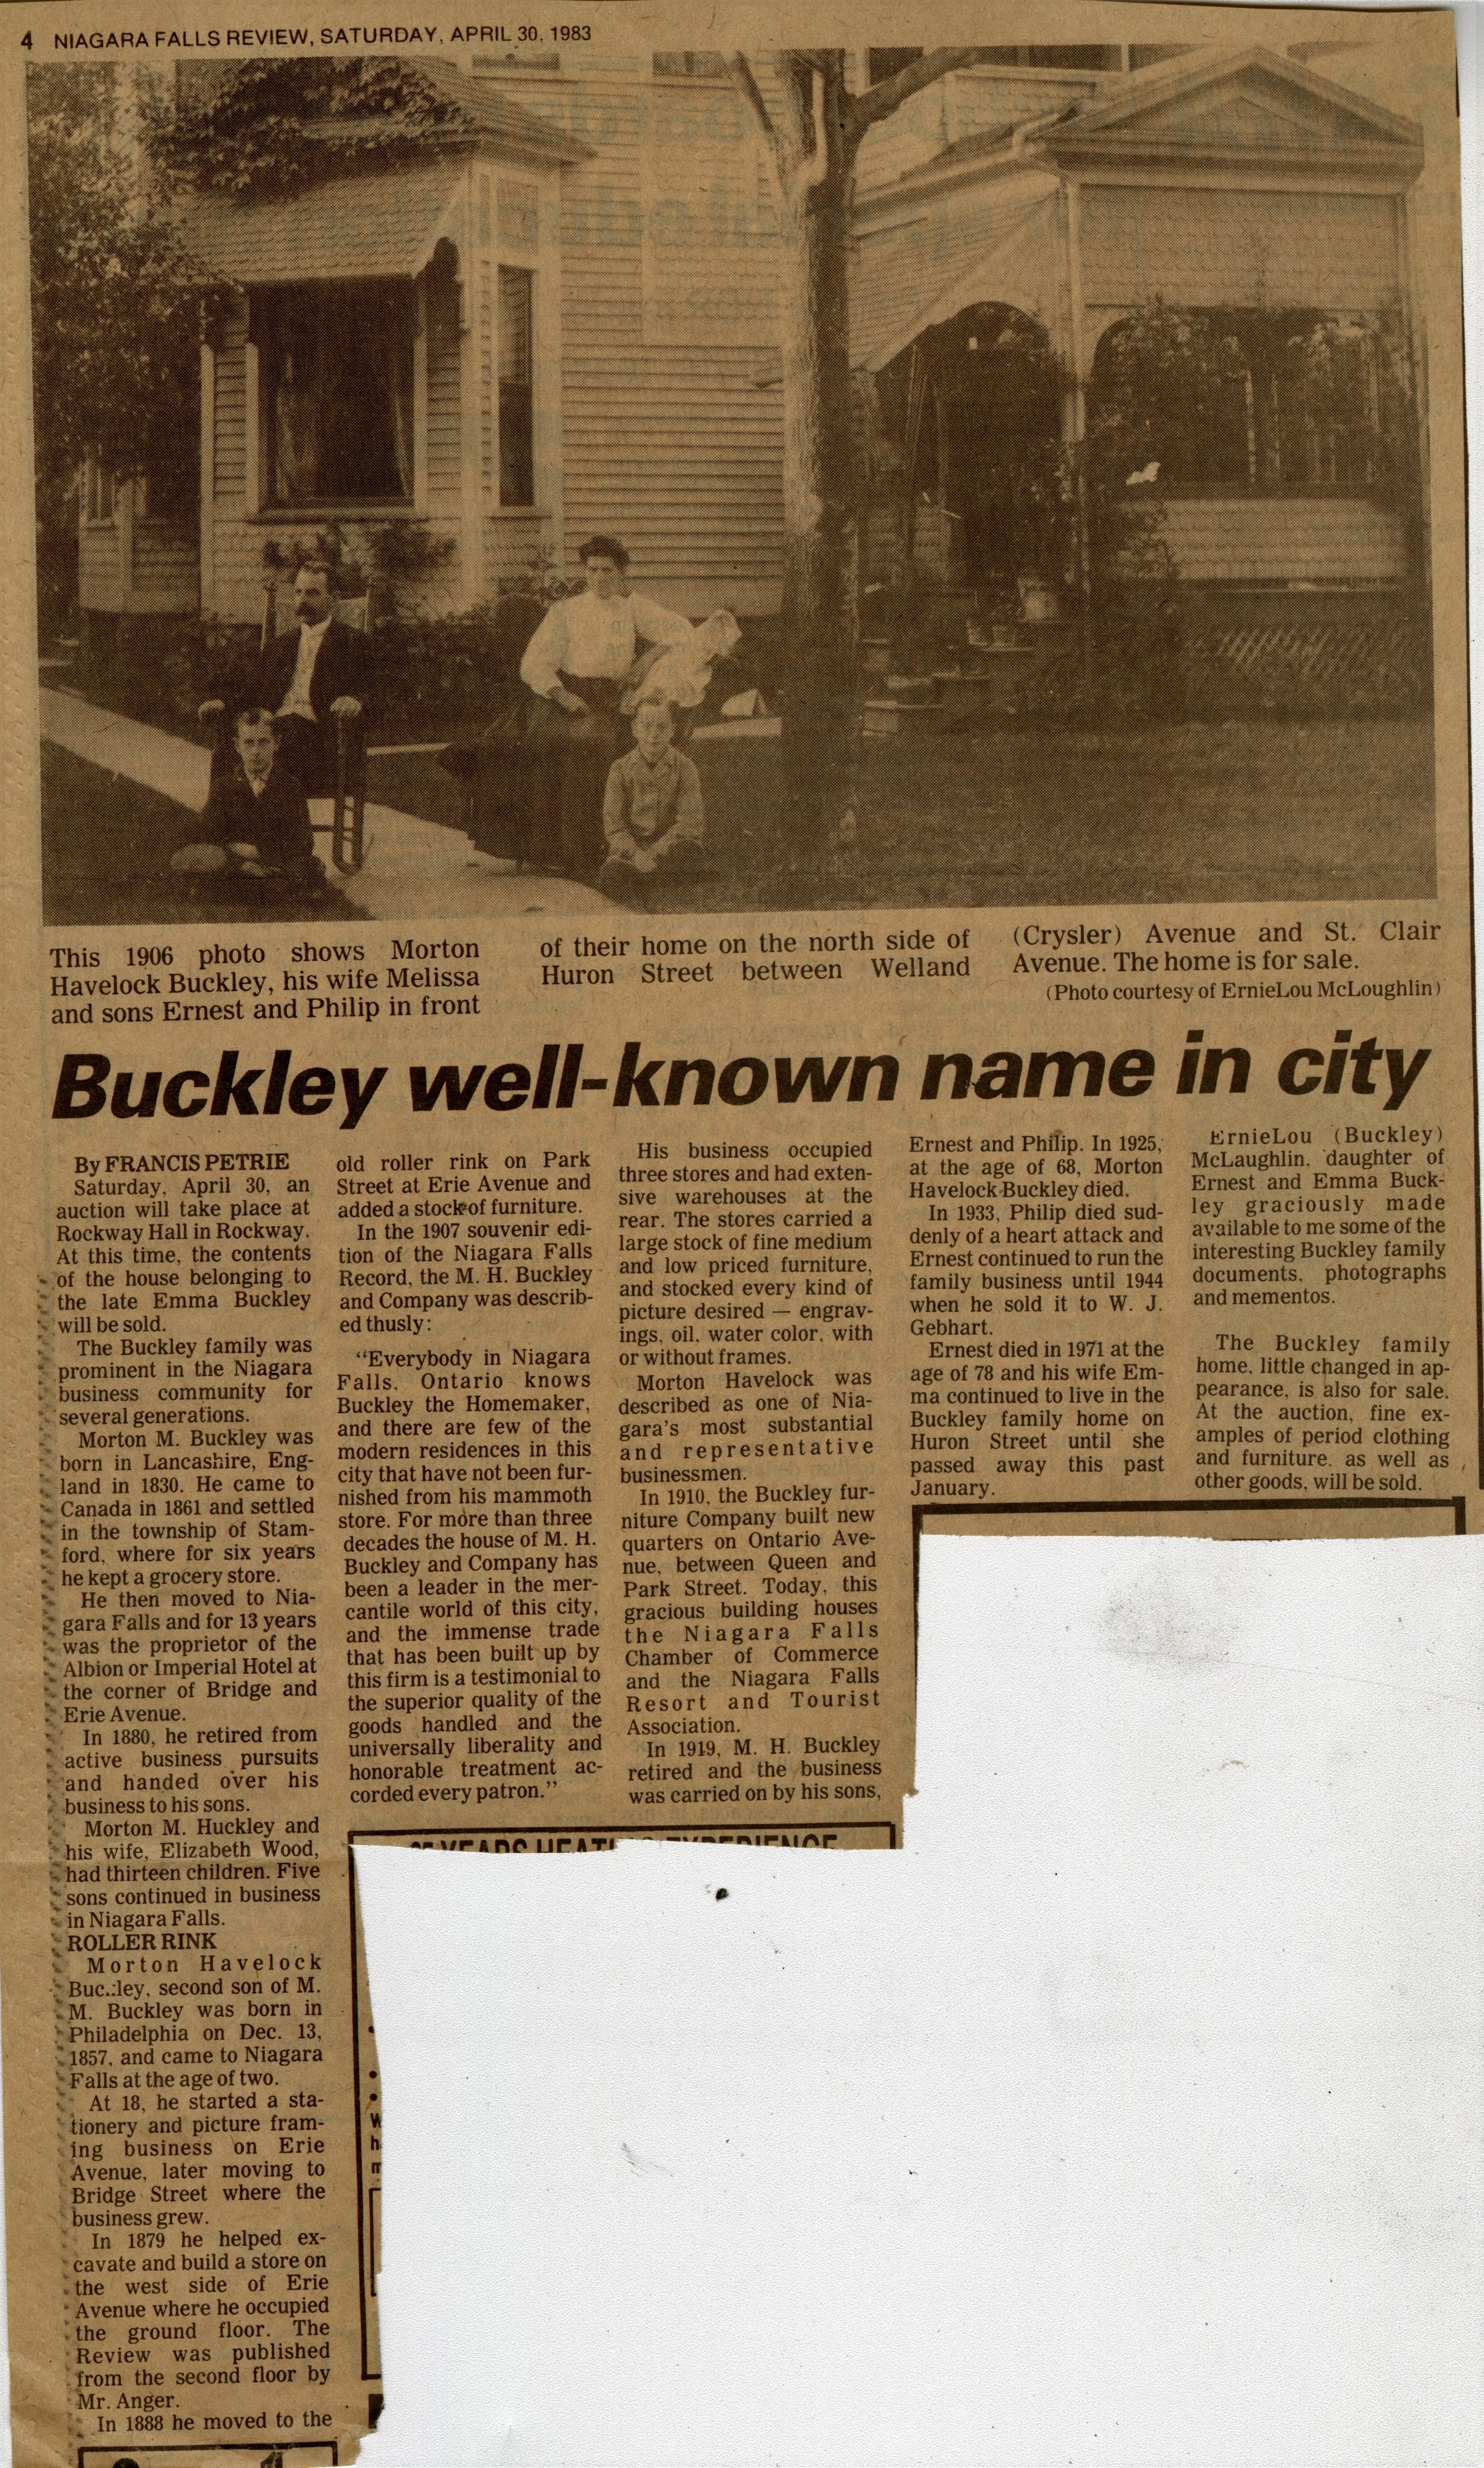 4 NIAGARA FALLS REVIEW, SATURDAY, APRIL 30, 1983
This 1906 photo shows Morton
Havelock Buckley, his wife Melissa
and sons Ernest and Philip in front
of their home on the north side of
Huron Street between Welland
(Crysler) Avenue and St. Clair
Avenue. The home is for sale.
(Photo courtesy of ErnieLou McLoughlin)
Buckley well-known name in city
By FRANCIS PETRIE
Saturday, April 30, an
auction will take place at
Rockway Hall in Rockway.
At this time, the contents
of the house belonging to
the late Emma Buckley
will be sold.
The Buckley family was
prominent in the Niagara
business community for
several generations.
Morton M. Buckley was
born in Lancashire, Eng-
land in 1830. He came to
Canada in 1861 and settled
in the township of Stam-
ford, where for six years
he kept a grocery store.
He then moved to Nia-
gara Falls and for 13 years
was the proprietor of the
Albion or Imperial Hotel at
the corner of Bridge and
Erie Avenue.
In 1880, he retired from
active business pursuits
and handed over his
business to his sons.
Morton M. Huckley and
his wife, Elizabeth Wood,
had thirteen children. Five
sons continued in business
in Niagara Falls.
ROLLER RINK
Morton Havelock
Buckley, second son of M.
M. Buckley was born in
Philadelphia on Dec. 13,
1857, and came to Niagara
Falls at the age of two.
At 18, he started a sta-
tionery and picture fram-
ing business on Erie
Avenue, later moving to
Bridge Street where the
business grew.
In 1879 he helped ex-
cavate and build a store on
the west side of Erie
Avenue where he occupied
the ground floor. The
Review was published
from the second floor by
Mr. Anger.
In 1888 he moved to the
old roller rink on Park
Street at Erie Avenue and
added a stock of furniture.
In the 1907 souvenir edi-
tion of the Niagara Falls
Record, the M. H. Buckley
and Company was describ-
ed thusly:
"Everybody in Niagara
Falls, Ontario knows
Buckley the Homemaker,
and there are few of the
modern residences in this
city that have not been fur-
nished from his mammoth
store. For more than three
decades the house of M. H.
Buckley and Company has
been a leader in the mer-
cantile world of this city,
and the immense trade
that has been built up by
this firm is a testimonial to
the superior quality of the
goods handled and the
universally liberality and
honorable treatment ac-
corded every patron."
His business occupied
three stores and had exten-
sive warehouses at the
rear. The stores carried a
large stock of fine medium
and low priced furniture,
and stocked every kind of
picture desired — engrav-
ings, oil, water color, with
or without frames.
Morton Havelock was
described as one of Nia-
gara's most substantial
and representative
businessmen.
In 1910, the Buckley fur-
niture Company built new
quarters on Ontario Ave-
nue, between Queen and
Park Street. Today, this
gracious building houses
the Niagara Falls
Chamber of Commerce
and the Niagara Falls
Resort and Tourist
Association.
In 1919, M. H. Buckley
retired and the business
was carried on by his sons,
Ernest and Philip. In 1925,
at the age of 68, Morton
Havelock Buckley died.
In 1933, Philip died sud-
denly of a heart attack and
Ernest continued to run the
family business until 1944
when he sold it to W. J.
Gebhart.
Ernest died in 1971 at the
age of 78 and his wife Em-
ma continued to live in the
Buckley family home on
Huron Street until she
passed away this past
January.
ErnieLou (Buckley)
McLaughlin, daughter of
Ernest and Emma Buck-
ley graciously made
available to me some of the
interesting Buckley family
documents, photographs
and mementos.
The Buckley family
home, little changed in ap-
pearance, is also for sale.
At the auction, fine ex-
amples of period clothing
and furniture, as well as
other goods, will be sold.
YEARS EXPERIENCE